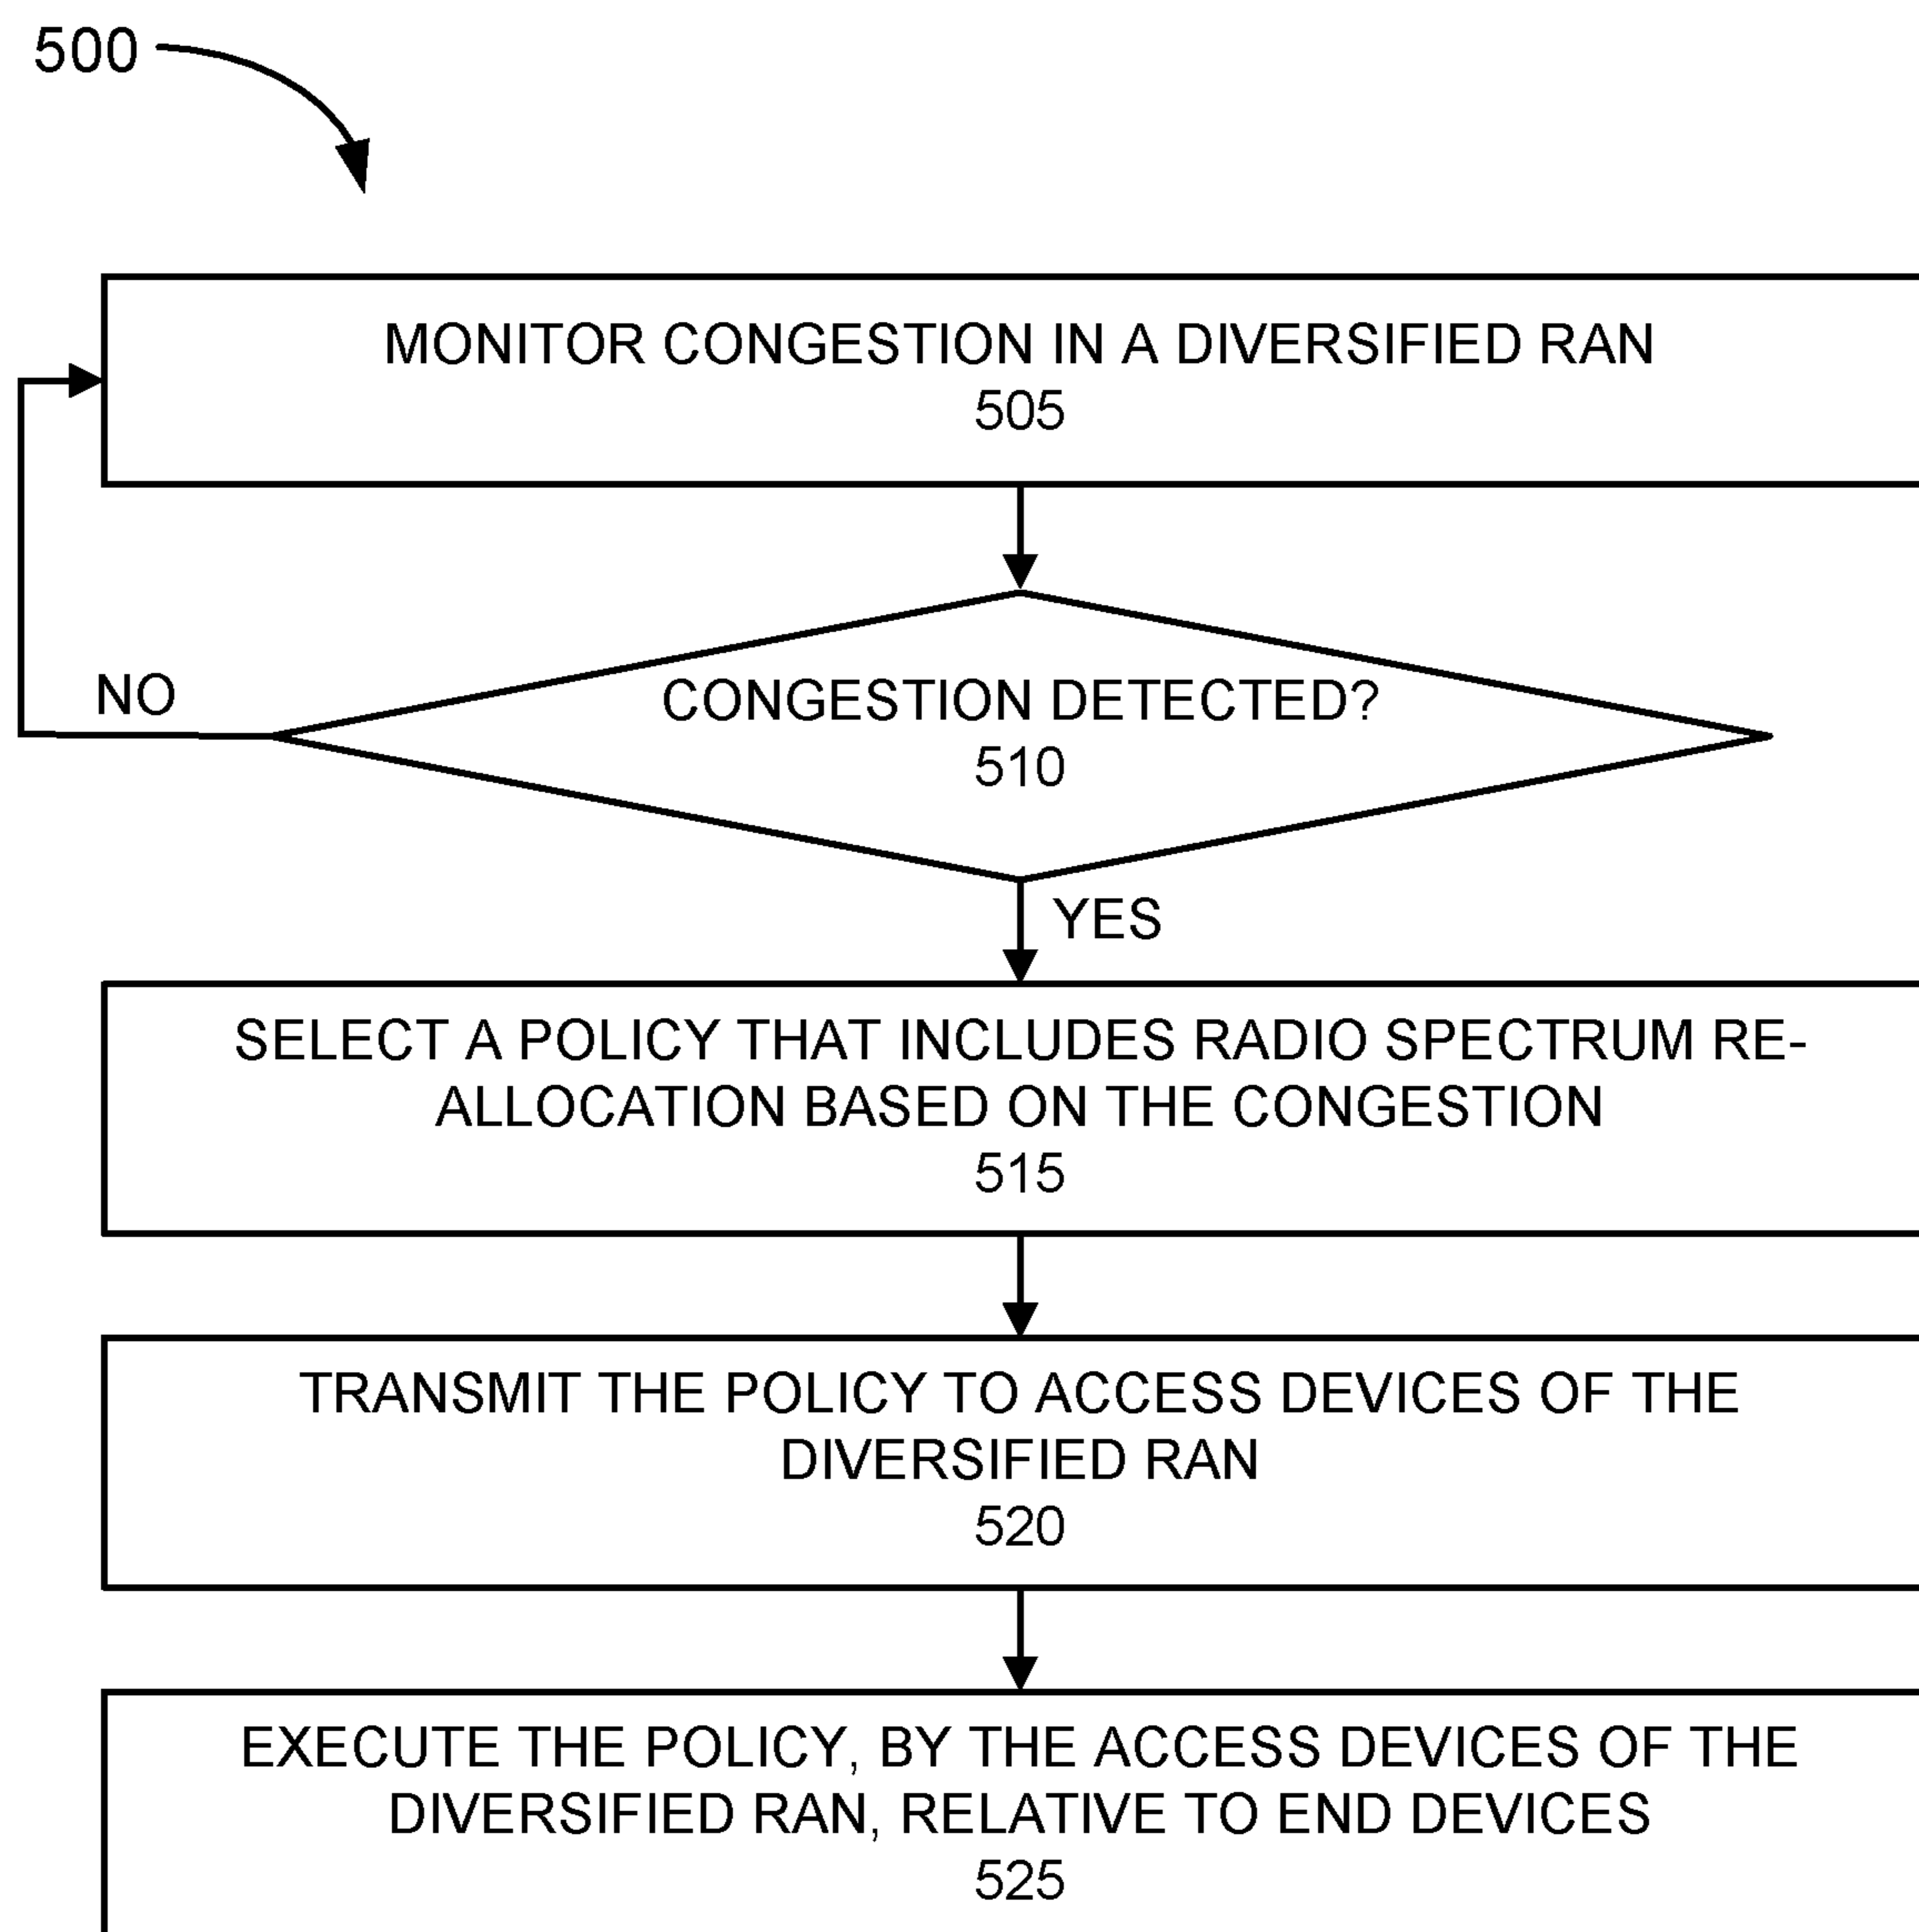 500
MONITOR CONGESTION IN A DIVERSIFIED RAN
505
CONGESTION DETECTED?
510
NO
YES
SELECT A POLICY THAT INCLUDES RADIO SPECTRUM RE-
ALLOCATION BASED ON THE CONGESTION
515
TRANSMIT THE POLICY TO ACCESS DEVICES OF THE
DIVERSIFIED RAN
520
EXECUTE THE POLICY, BY THE ACCESS DEVICES OF THE
DIVERSIFIED RAN, RELATIVE TO END DEVICES
525